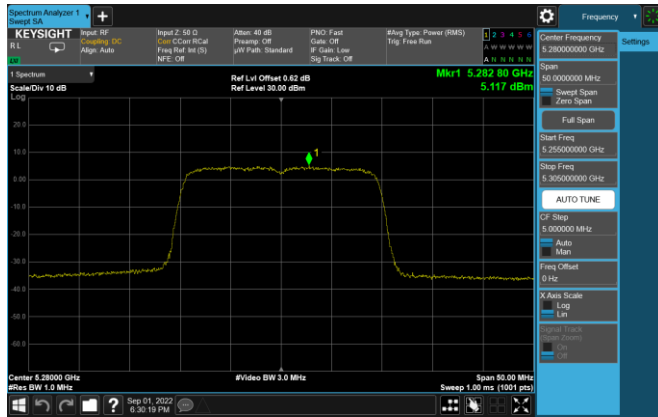 Spectrum Analyzer 1
Swept SA
Frequency
KEYSIGHT
R L
Input: RF
Coupling: DC
Align: Auto
Input Z: 50 Ω
Corr CCorr RCal
Freq Ref: Int (S)
NFE: Off
Atten: 40 dB
Preamp: Off
µW Path: Standard
PNO: Fast
Gate: Off
IF Gain: Low
Sig Track: Off
#Avg Type: Power (RMS)
Trig: Free Run
1 2 3 4 5 6
A W W W W W
A N N N N N
1 Spectrum
Scale/Div 10 dB
Log
Ref Lvl Offset 0.62 dB
Ref Level 30.00 dBm
Mkr1 5.282 80 GHz
5.117 dBm
20.0
10.0
0.00
-10.0
-20.0
-30.0
-40.0
-50.0
-60.0
1
Center 5.28000 GHz
#Res BW 1.0 MHz
#Video BW 3.0 MHz
Span 50.00 MHz
Sweep 1.00 ms (1001 pts)
Sep 01, 2022
6:30:19 PM
Center Frequency
5.280000000 GHz
Settings
Span
50.0000000 MHz
Swept Span
Zero Span
Full Span
Start Freq
5.255000000 GHz
Stop Freq
5.305000000 GHz
AUTO TUNE
CF Step
5.000000 MHz
Auto
Man
Freq Offset
0 Hz
X Axis Scale
Log
Lin
Signal Track
(Span Zoom)
On
Off